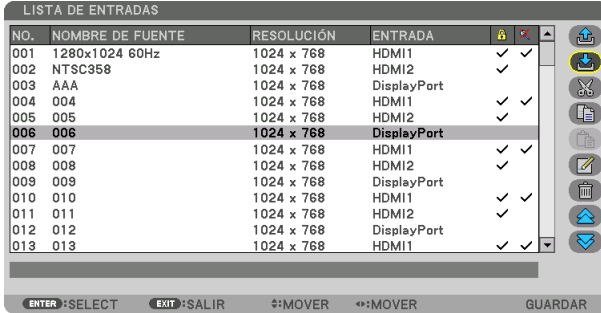 LISTA DE ENTRADAS
NO. NOMBRE DE FUENTE RESOLUCIÓN ENTRADA
001 1280x1024 60Hz 1024 x 768 HDMI1
002 NTSC358 1024 x 768 HDMI2
003 AAA 1024 x 768 DisplayPort
004 004 1024 x 768 HDMI1
005 005 1024 x 768 HDMI2
006 006 1024 x 768 DisplayPort
007 007 1024 x 768 HDMI1
008 008 1024 x 768 HDMI2
009 009 1024 x 768 DisplayPort
010 010 1024 x 768 HDMI1
011 011 1024 x 768 HDMI2
012 012 1024 x 768 DisplayPort
013 013 1024 x 768 HDMI1
ENTER :SELECT EXIT :SALIR :MOVER :MOVER GUARDAR